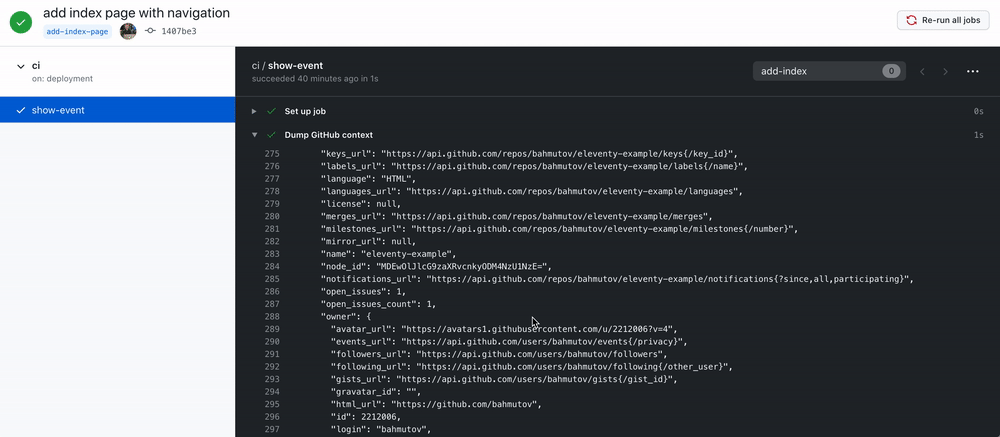 add index page with navigation
add-index-page 1407be3
Re-run all jobs
ci
on: deployment
show-event
ci / show-event
succeeded 40 minutes ago in 1s
add-index 0
Set up job 0s
Dump GitHub context 1s
275 "keys_url": "https://api.github.com/repos/bahmutov/eleventy-example/keys{/key_id}",
276 "labels_url": "https://api.github.com/repos/bahmutov/eleventy-example/labels{/name}",
277 "language": "HTML",
278 "languages_url": "https://api.github.com/repos/bahmutov/eleventy-example/languages",
279 "license": null,
280 "merges_url": "https://api.github.com/repos/bahmutov/eleventy-example/merges",
281 "milestones_url": "https://api.github.com/repos/bahmutov/eleventy-example/milestones{/number}",
282 "mirror_url": null,
283 "name": "eleventy-example",
284 "node_id": "MDEwOlJlcG9zaXRvcnkyODM4NzU1NzE=",
285 "notifications_url": "https://api.github.com/repos/bahmutov/eleventy-example/notifications{?since,all,participating}",
286 "open_issues": 1,
287 "open_issues_count": 1,
288 "owner": {
289 "avatar_url": "https://avatars1.githubusercontent.com/u/2212006?v=4",
290 "events_url": "https://api.github.com/users/bahmutov/events{/privacy}",
291 "followers_url": "https://api.github.com/users/bahmutov/followers",
292 "following_url": "https://api.github.com/users/bahmutov/following{/other_user}",
293 "gists_url": "https://api.github.com/users/bahmutov/gists{/gist_id}",
294 "gravatar_id": "",
295 "html_url": "https://github.com/bahmutov",
296 "id": 2212006,
297 "login": "bahmutov",